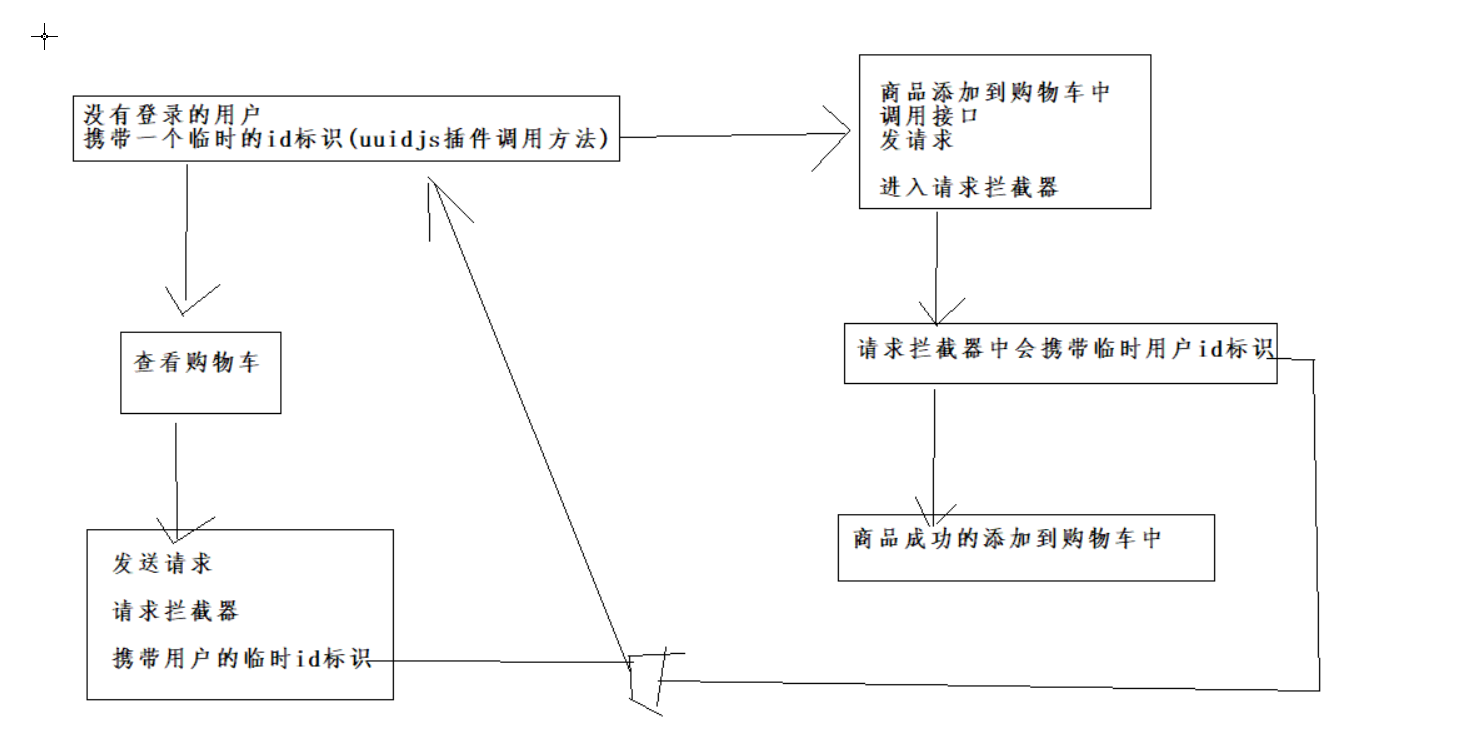 没有登录的用户
携带一个临时的id标识(uuidjs插件调用方法)
商品添加到购物车中
调用接口
发请求
进入请求拦截器
查看购物车
请求拦截器中会携带临时用户id标识
发送请求
请求拦截器
携带用户的临时id标识
商品成功的添加到购物车中